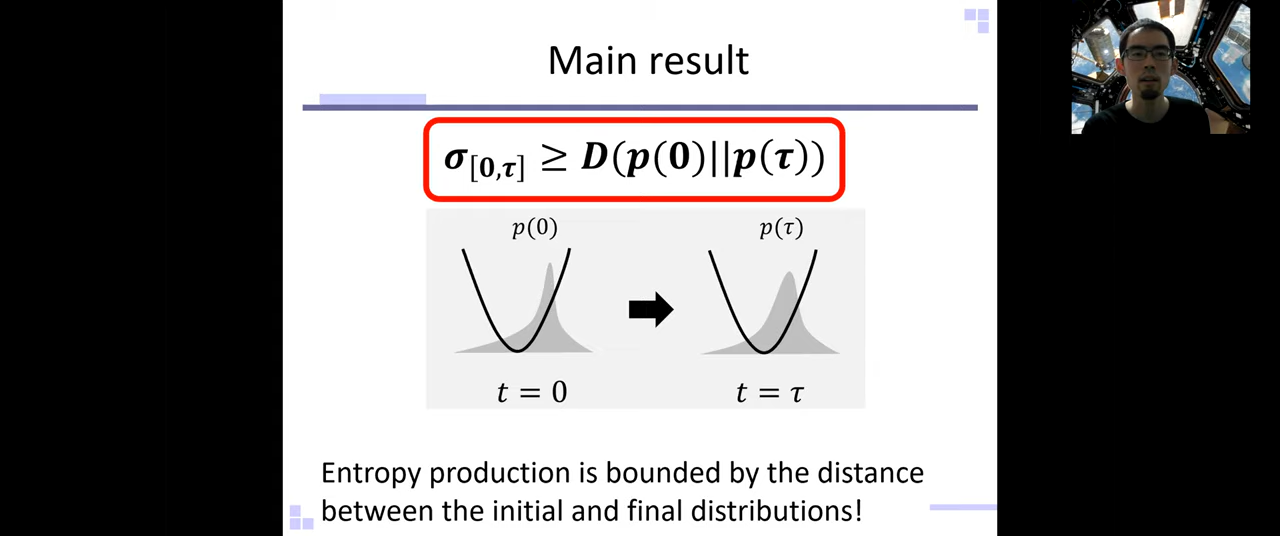 Main result
σ[0,τ] ≥ D(p(0)||p(τ))
p(0)
p(τ)
t = 0
t = τ
Entropy production is bounded by the distance
between the initial and final distributions!